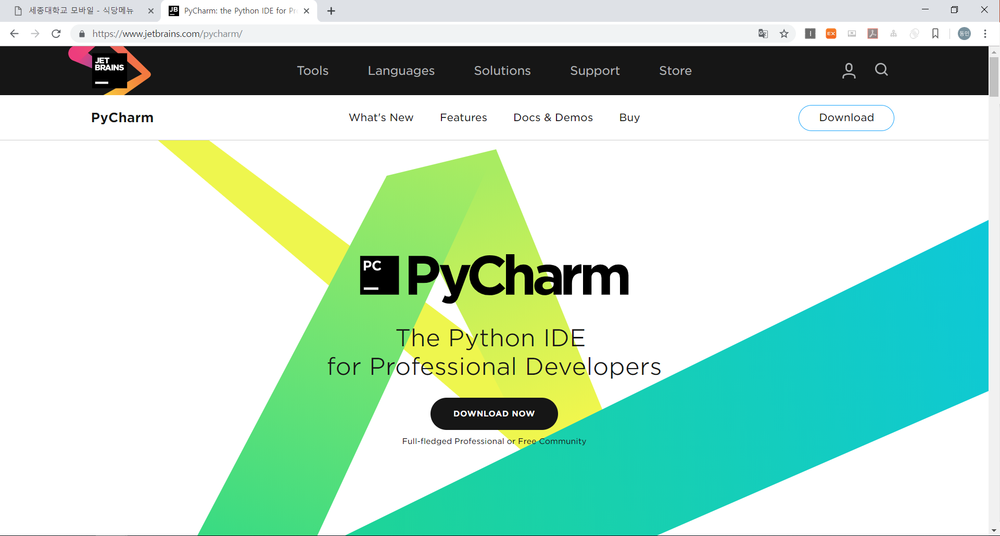 세종대학교 모바일 - 식당메뉴
JB
PyCharm: the Python IDE for Pr
https://www.jetbrains.com/pycharm/
EX
동민
JET
BRAINS
Tools
Languages
Solutions
Support
Store
PyCharm
What's New
Features
Docs & Demos
Buy
Download
PC
PyCharm
The Python IDE
for Professional Developers
DOWNLOAD NOW
Full-fledged Professional or Free Community